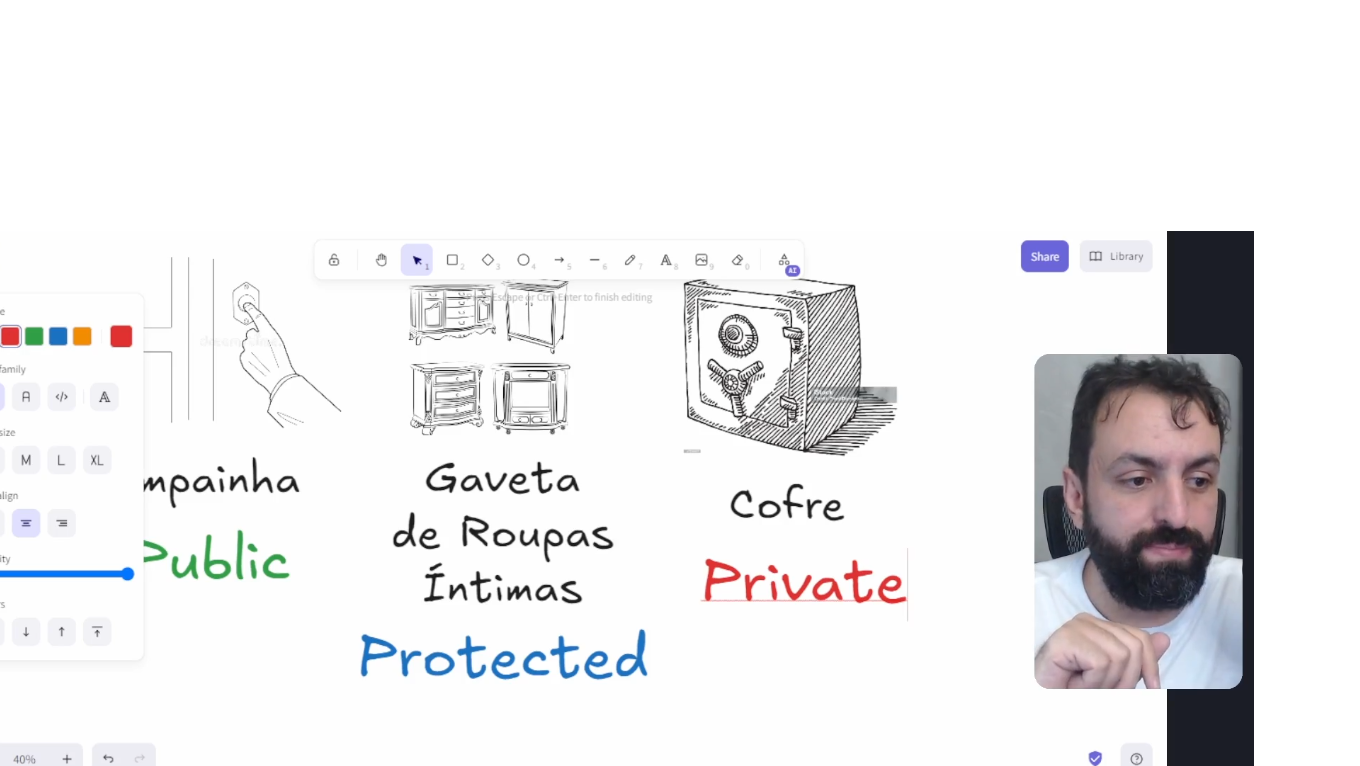 Share
Library
1
2
3
4
5
6
7
8
9
0
AI
Escape or Ctrl+Enter to finish editing
e
family
size
M
L
XL
align
ity
rs
mpainha
Public
Gaveta
de Roupas
Íntimas
Protected
Cofre
Private
40%